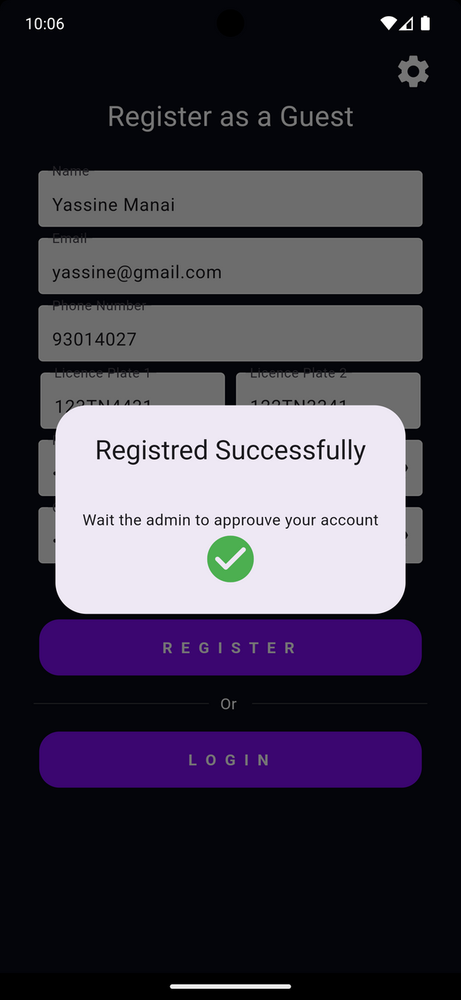 10:06
Register as a Guest
Name
Yassine Manai
Email
yassine@gmail.com
Phone Number
93014027
Licence Plate 1 Licence Plate 2
123TN4421
Registred Successfully
Wait the admin to approuve your account
REGISTER
Or
LOGIN